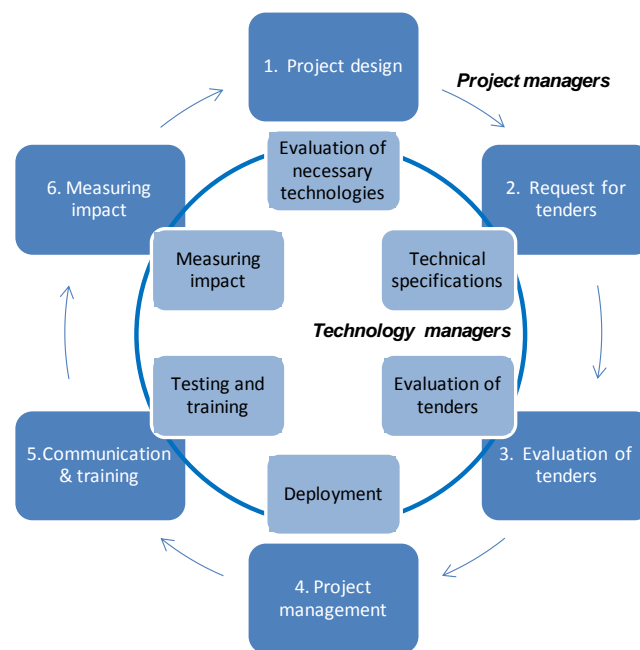 1. Project design
Project managers
Evaluation of
necessary
technologies
6. Measuring
impact
2. Request for
tenders
Measuring
impact
Technical
specifications
Technology managers
Testing and
training
Evaluation of
tenders
5.Communication
& training
3. Evaluation of
tenders
Deployment
4. Project
management